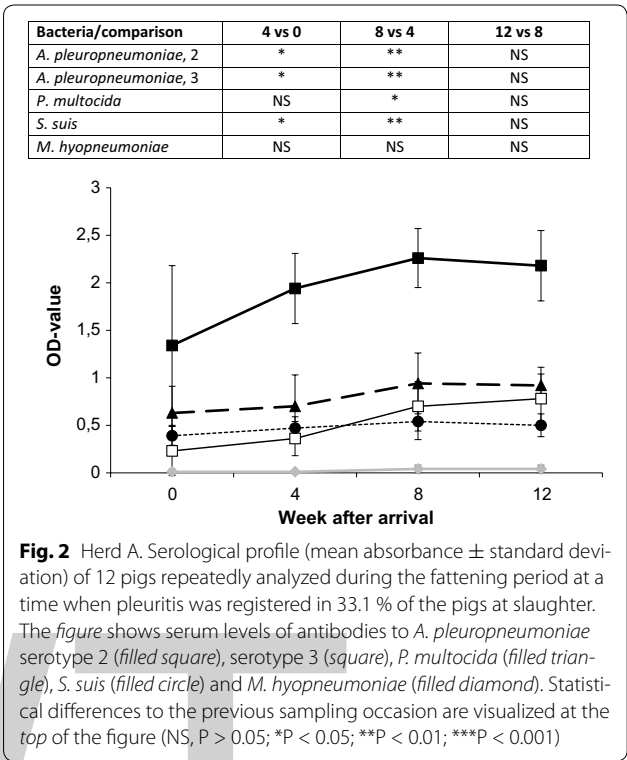 Bacteria/comparison 4 vs 0 8 vs 4 12 vs 8
A. pleuropneumoniae, 2 * ** NS
A. pleuropneumoniae, 3 * ** NS
P. multocida NS * NS
S. suis * ** NS
M. hyopneumoniae NS NS NS
3
2,5
2
1,5
1
0,5
0
OD-value
0 4 8 12
Week after arrival
Fig. 2 Herd A. Serological profile (mean absorbance ± standard devi-
ation) of 12 pigs repeatedly analyzed during the fattening period at a
time when pleuritis was registered in 33.1 % of the pigs at slaughter.
The figure shows serum levels of antibodies to A. pleuropneumoniae
serotype 2 (filled square), serotype 3 (square), P. multocida (filled trian-
gle), S. suis (filled circle) and M. hyopneumoniae (filled diamond). Statisti-
cal differences to the previous sampling occasion are visualized at the
top of the figure (NS, P > 0.05; *P < 0.05; **P < 0.01; ***P < 0.001)